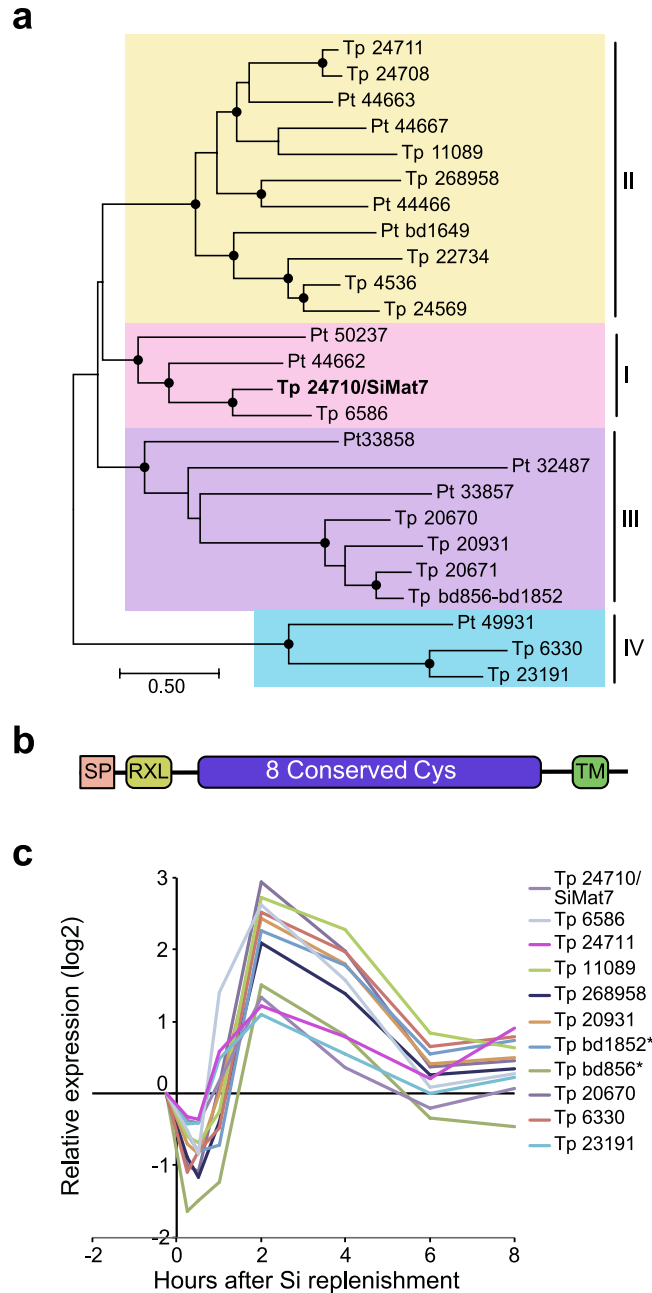 a
Tp 24711
Tp 24708
Pt 44663
Pt 44667
Tp 11089
Tp 268958
Pt 44466
Pt bd1649
Tp 22734
Tp 4536
Tp 24569
II
Pt 50237
Pt 44662
Tp 24710/SiMat7
Tp 6586
I
Pt33858
Pt 32487
Pt 33857
Tp 20670
Tp 20931
Tp 20671
Tp bd856-bd1852
III
Pt 49931
Tp 6330
Tp 23191
IV
0.50
b
SP
RXL
8 Conserved Cys
TM
c
Relative expression (log2)
3
2
1
0
-1
-2
-2
0
2
4
6
8
Hours after Si replenishment
Tp 24710/
SiMat7
Tp 6586
Tp 24711
Tp 11089
Tp 268958
Tp 20931
Tp bd1852*
Tp bd856*
Tp 20670
Tp 6330
Tp 23191